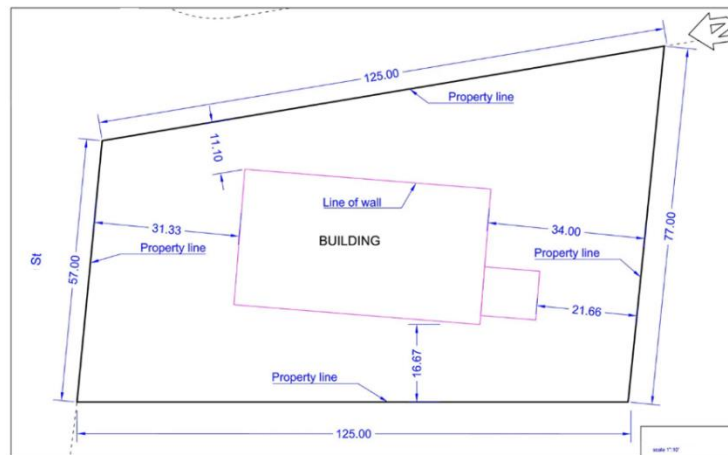 N
125.00
Property line
11.10
Line of wall
31.33
BUILDING
34.00
Property line
Property line
77.00
St
57.00
21.66
16.67
Property line
125.00